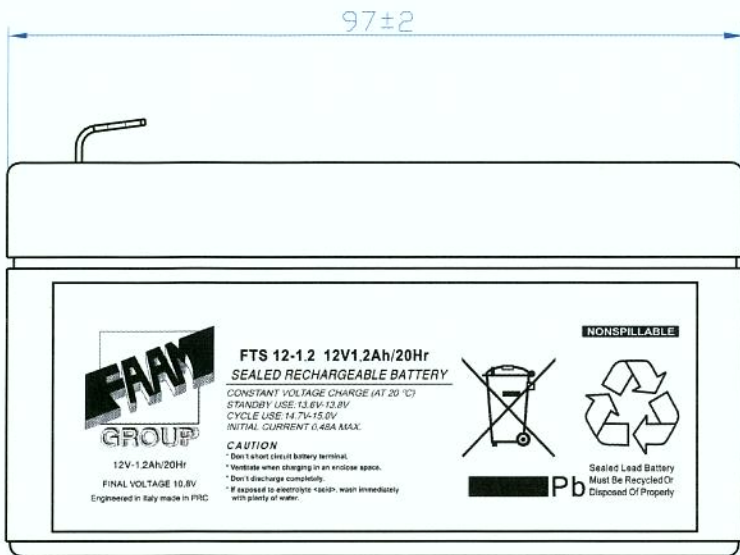 97±2
FAAM
GROUP
12V-1,2Ah/20Hr
FINAL VOLTAGE 10,8V
Engineered in Italy made in PRC
FTS 12-1.2 12V1,2Ah/20Hr
SEALED RECHARGEABLE BATTERY
CONSTANT VOLTAGE CHARGE (AT 20 °C)
STANDBY USE:13.6V-13.8V
CYCLE USE:14.7V-15.0V
INITIAL CURRENT 0,48A MAX.
CAUTION
* Don't short circuit battery terminal.
* Ventilate when charging in an enclose space.
* Don't discharge completely.
* If exposed to electrolyte <acid>, wash immediately
with plenty of water.
NONSPILLABLE
Pb
Sealed Lead Battery
Must Be Recycled Or
Disposed Of Property